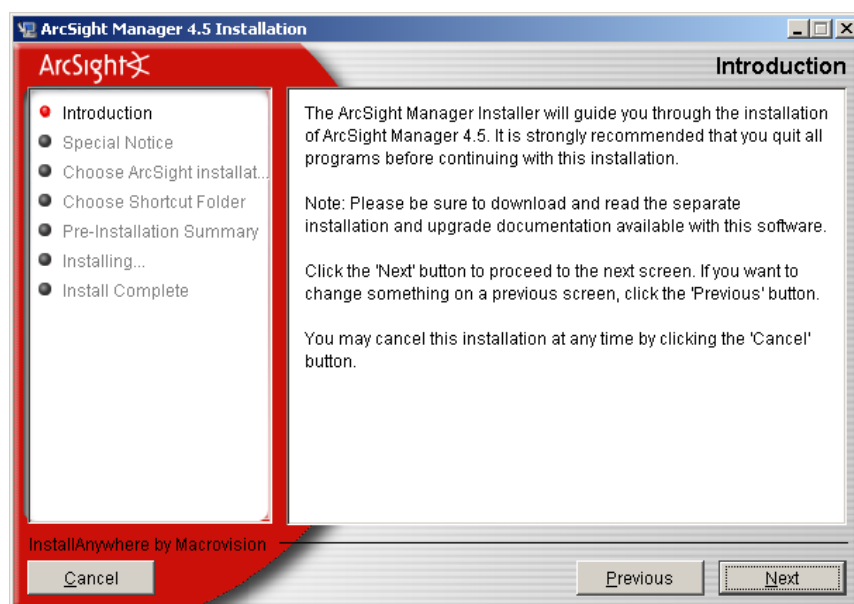 ArcSight Manager 4.5 Installation
ArcSight
Introduction
Introduction
Special Notice
Choose ArcSight installat...
Choose Shortcut Folder
Pre-Installation Summary
Installing...
Install Complete
The ArcSight Manager Installer will guide you through the installation
of ArcSight Manager 4.5. It is strongly recommended that you quit all
programs before continuing with this installation.
Note: Please be sure to download and read the separate
installation and upgrade documentation available with this software.
Click the 'Next' button to proceed to the next screen. If you want to
change something on a previous screen, click the 'Previous' button.
You may cancel this installation at any time by clicking the 'Cancel'
button.
InstallAnywhere by Macrovision
Cancel
Previous
Next